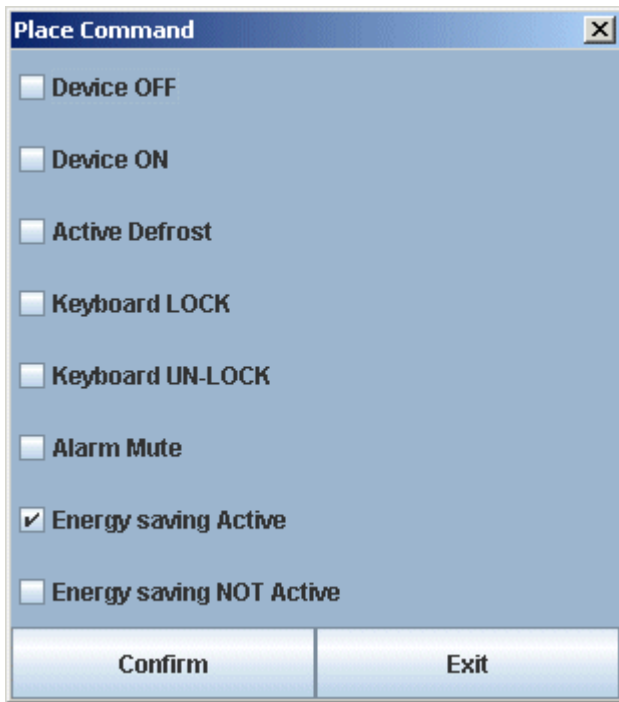 Place Command
Device OFF
Device ON
Active Defrost
Keyboard LOCK
Keyboard UN-LOCK
Alarm Mute
Energy saving Active
Energy saving NOT Active
Confirm Exit